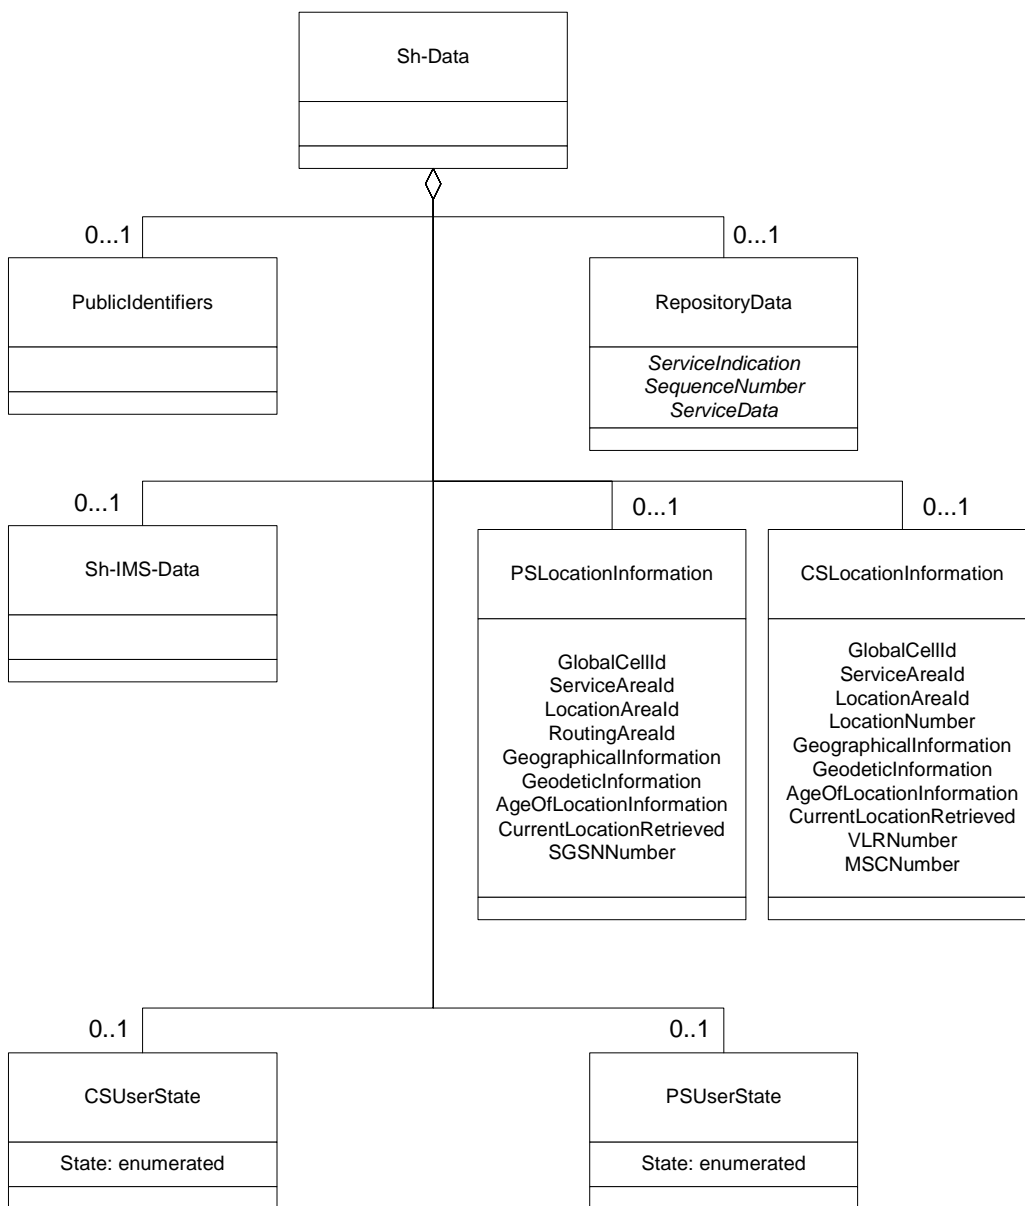 Sh-Data
0...1
0...1
PublicIdentifiers
RepositoryData
ServiceIndication
SequenceNumber
ServiceData
0...1
0...1
0...1
Sh-IMS-Data
PSLocationInformation
CSLocationInformation
GlobalCellId
ServiceAreaId
LocationAreaId
RoutingAreaId
GeographicalInformation
GeodeticInformation
AgeOfLocationInformation
CurrentLocationRetrieved
SGSNNumber
GlobalCellId
ServiceAreaId
LocationAreaId
LocationNumber
GeographicalInformation
GeodeticInformation
AgeOfLocationInformation
CurrentLocationRetrieved
VLRNumber
MSCNumber
0..1
0..1
CSUserState
PSUserState
State: enumerated
State: enumerated